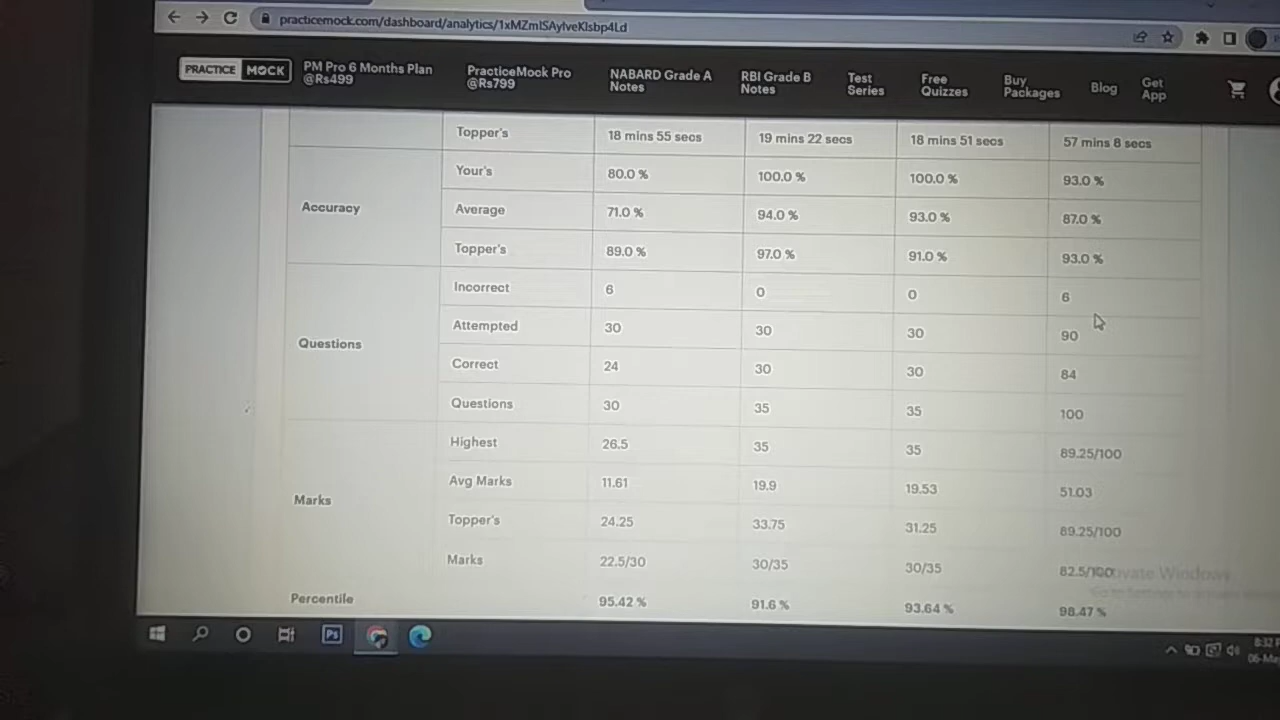 practicemock.com/dashboard/analytics/1xMZmISAyIveKIsbp4Ld
PRACTICE MOCK PM Pro 6 Months Plan @Rs499 PracticeMock Pro @Rs799 NABARD Grade A Notes RBI Grade B Notes Test Series Free Quizzes Buy Packages Blog Get App
Topper's 18 mins 55 secs 19 mins 22 secs 18 mins 51 secs 57 mins 8 secs
Accuracy
Your's 80.0 % 100.0 % 100.0 % 93.0 %
Average 71.0 % 94.0 % 93.0 % 87.0 %
Topper's 89.0 % 97.0 % 91.0 % 93.0 %
Questions
Incorrect 6 0 0 6
Attempted 30 30 30 90
Correct 24 30 30 84
Questions 30 35 35 100
Marks
Highest 26.5 35 35 89.25/100
Avg Marks 11.61 19.9 19.53 51.03
Topper's 24.25 33.75 31.25 89.25/100
Marks 22.5/30 30/35 30/35 82.5/100
Percentile 95.42 % 91.6 % 93.64 % 98.47 %
Windows
Ps
8:32